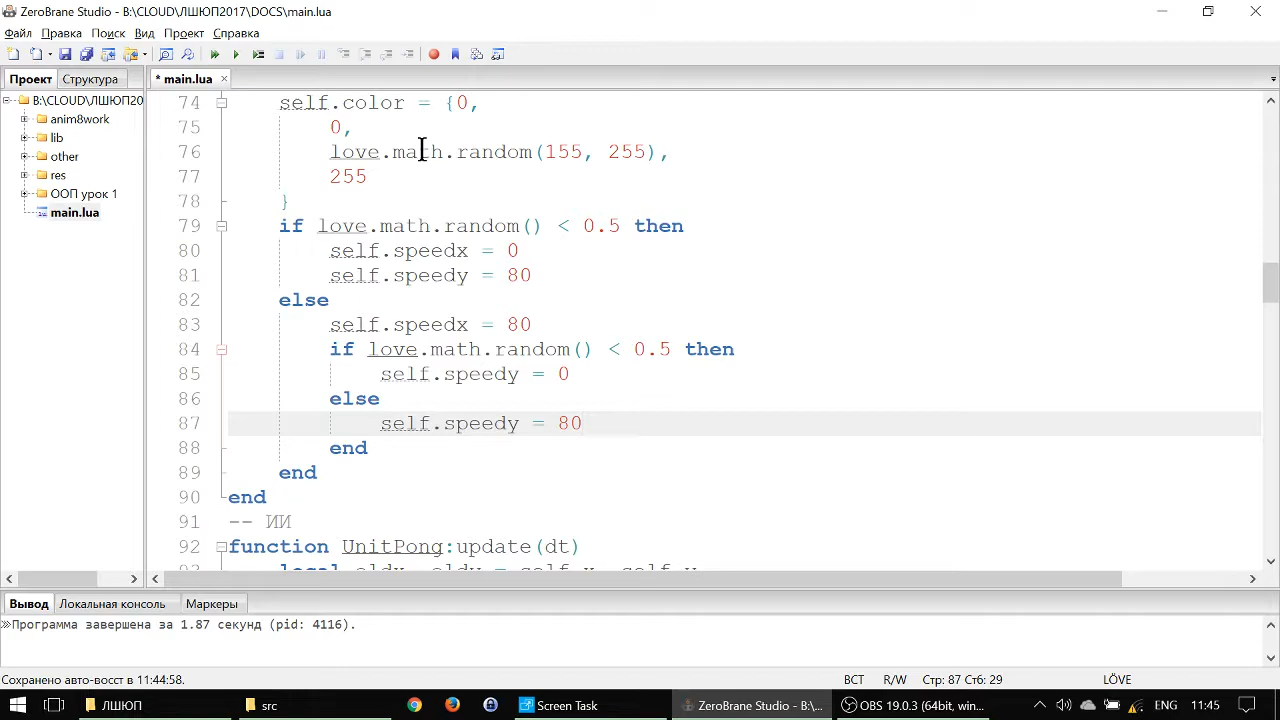 ZeroBrane Studio - B:\CLOUD\ЛШЮП2017\DOCS\main.lua
Файл Правка Поиск Вид Проект Справка
Проект Структура * main.lua
B:\CLOUD\ЛШЮП20
anim8work
lib
other
res
ООП урок 1
main.lua
74 self.color = {0,
75 0,
76 love.math.random(155, 255),
77 255
78 }
79 if love.math.random() < 0.5 then
80 self.speedx = 0
81 self.speedy = 80
82 else
83 self.speedx = 80
84 if love.math.random() < 0.5 then
85 self.speedy = 0
86 else
87 self.speedy = 80
88 end
89 end
90 end
91 -- ИИ
92 function UnitPong:update(dt)
Вывод Локальная консоль Маркеры
Программа завершена за 1.87 секунд (pid: 4116).
Сохранено авто-восст в 11:44:58. ВСТ R/W Стр: 87 Стб: 29 LÖVE
ЛШЮП src Screen Task ZeroBrane Studio - B:\... OBS 19.0.3 (64bit, win... ENG 11:45